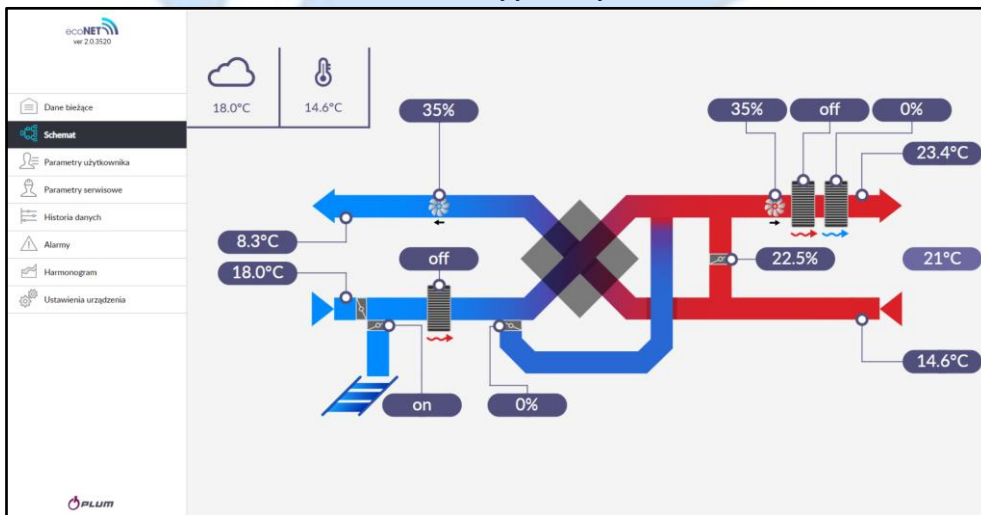 ecoNET
ver 2.0.3520
Dane bieżące
Schemat
Parametry użytkownika
Parametry serwisowe
Historia danych
Alarmy
Harmonogram
Ustawienia urządzenia
PLUM
18.0°C
14.6°C
35%
35%
off
0%
23.4°C
8.3°C
18.0°C
off
22.5%
21°C
14.6°C
on
0%